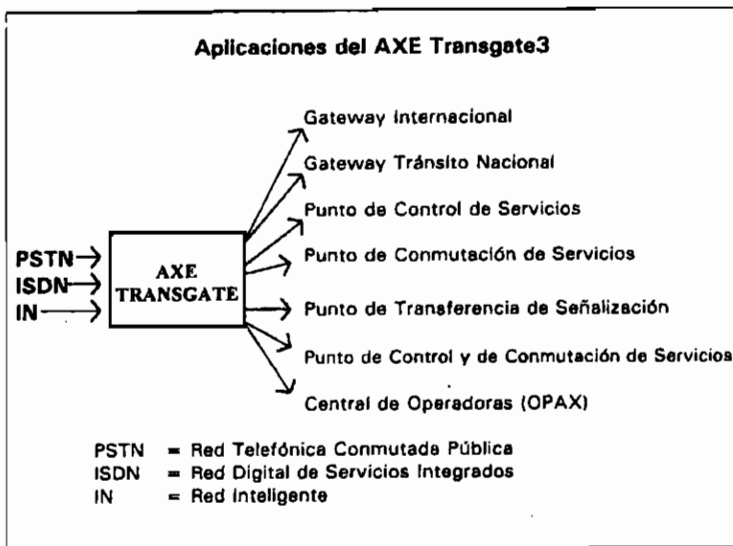 Aplicaciones del AXE Transgate3
Gateway Internacional
Gateway Tránsito Nacional
Punto de Control de Servicios
Punto de Conmutación de Servicios
Punto de Transferencia de Señalización
Punto de Control y de Conmutación de Servicios
Central de Operadoras (OPAX)
PSTN
ISDN
IN
AXE
TRANSGATE
PSTN = Red Telefónica Conmutada Pública
ISDN = Red Digital de Servicios Integrados
IN = Red Inteligente